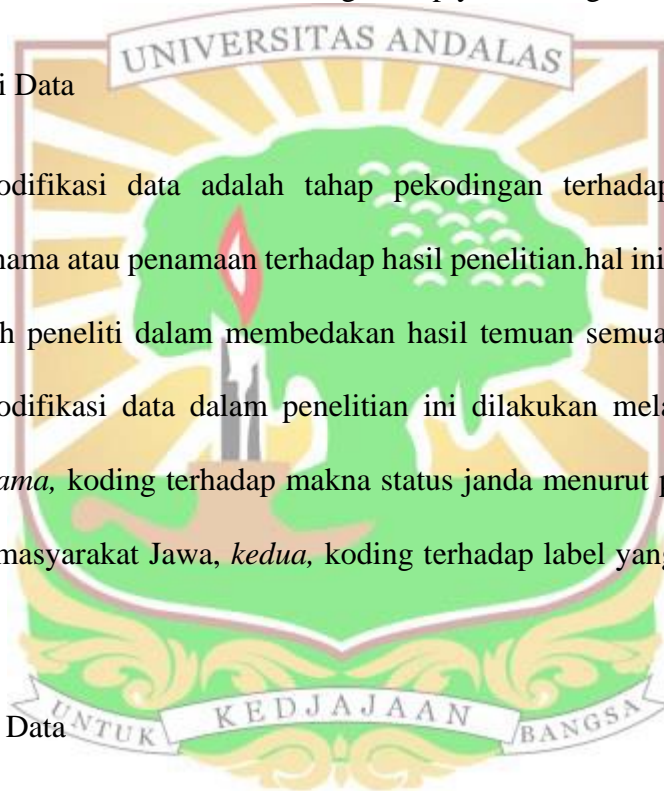 UNIVERSITAS ANDALAS
i Data
odifikasi data adalah tahap pekodingan terhadap
nama atau penamaan terhadap hasil penelitian.hal ini
h peneliti dalam membedakan hasil temuan semua
odifikasi data dalam penelitian ini dilakukan mela
ama, koding terhadap makna status janda menurut p
masyarakat Jawa, kedua, koding terhadap label yang
Data
UNTUK KEDJAJAAN BANGSA